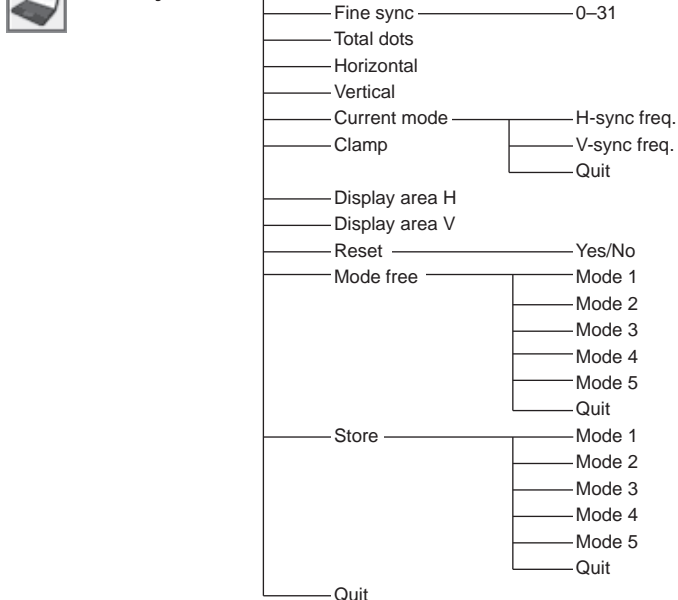 Fine sync 0–31
Total dots
Horizontal
Vertical
Current mode H-sync freq.
Clamp V-sync freq.
Quit
Display area H
Display area V
Reset Yes/No
Mode free Mode 1
Mode 2
Mode 3
Mode 4
Mode 5
Quit
Store Mode 1
Mode 2
Mode 3
Mode 4
Mode 5
Quit
Quit